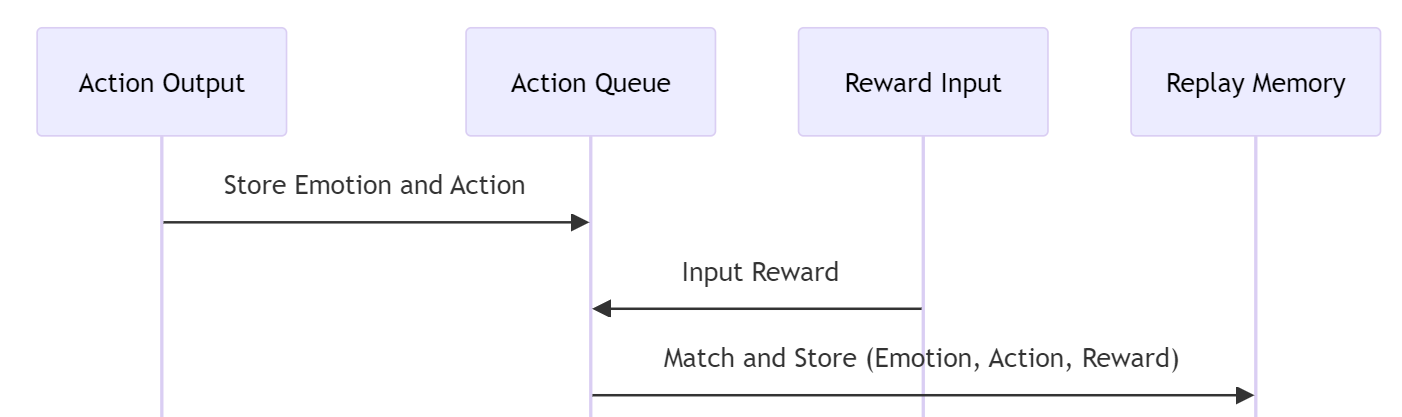 Action Output
Action Queue
Reward Input
Replay Memory
Store Emotion and Action
Input Reward
Match and Store (Emotion, Action, Reward)